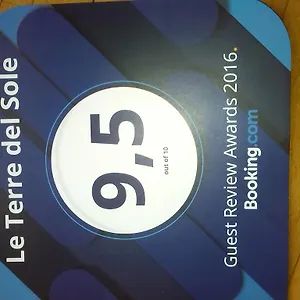 Le Terre del Sole
9,5
out of 10
Guest Review Awards 2016.
Booking.com